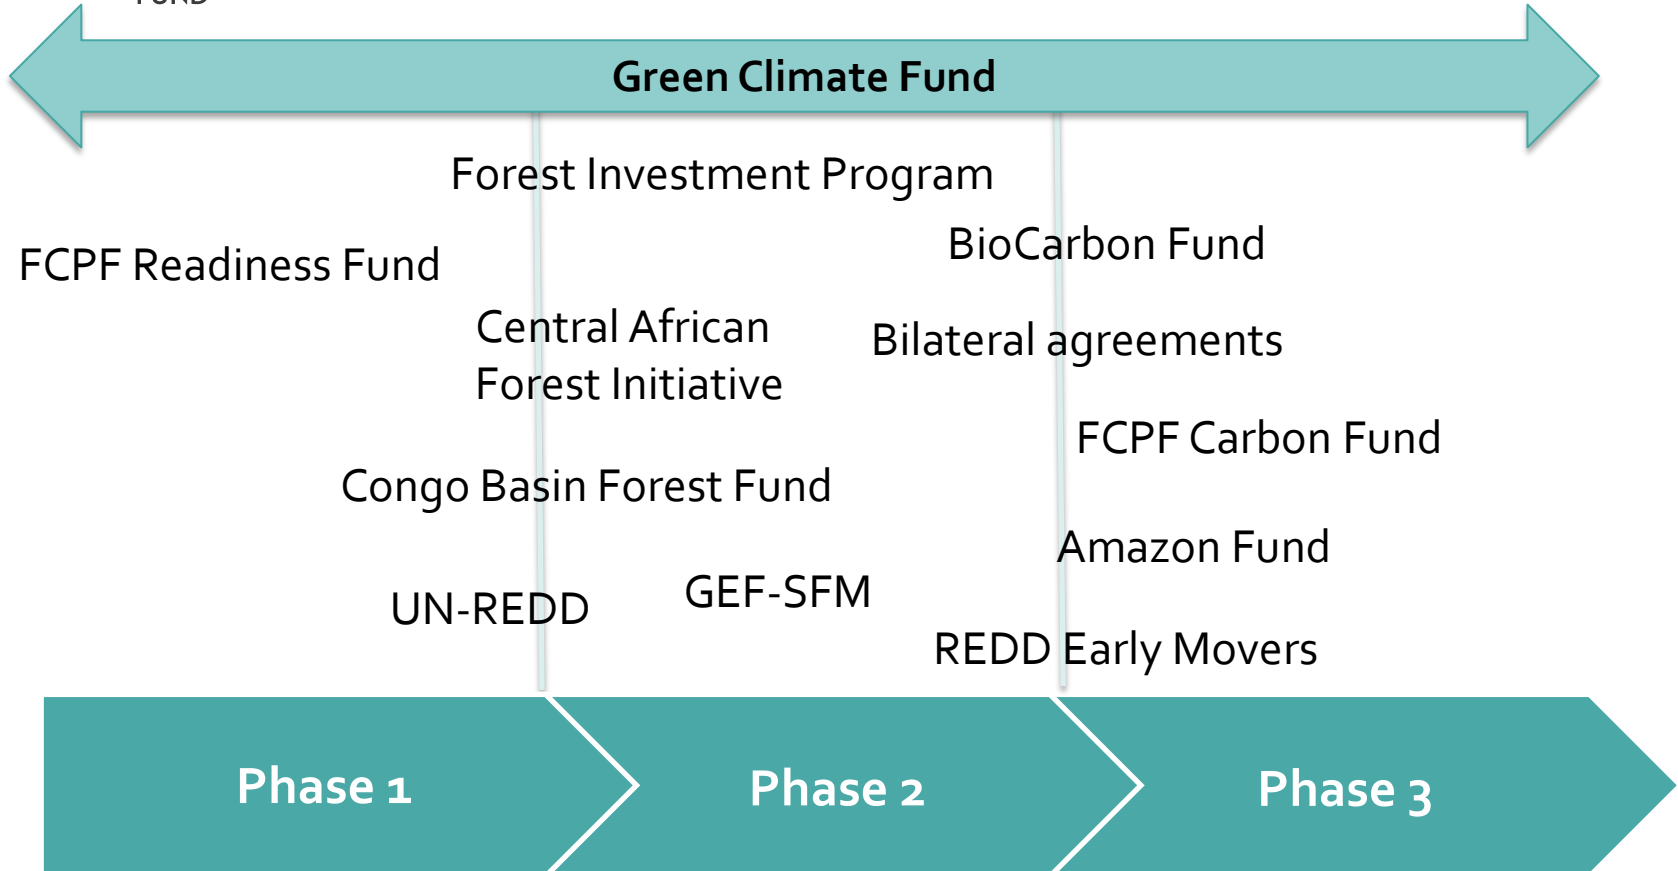 FUND
Green Climate Fund
Forest Investment Program
BioCarbon Fund
FCPF Readiness Fund
Central African
Forest Initiative
Bilateral agreements
FCPF Carbon Fund
Congo Basin Forest Fund
Amazon Fund
GEF-SFM
UN-REDD
REDD Early Movers
Phase 1
Phase 2
Phase 3